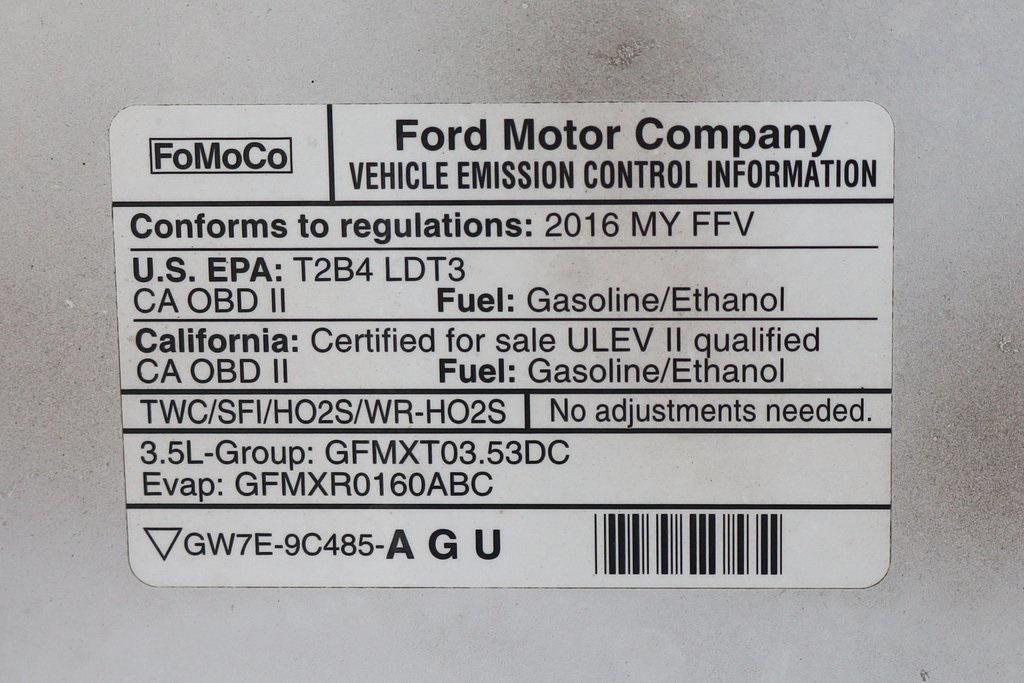 FoMoCo
Ford Motor Company
VEHICLE EMISSION CONTROL INFORMATION
Conforms to regulations: 2016 MY FFV
U.S. EPA: T2B4 LDT3
CA OBD II Fuel: Gasoline/Ethanol
California: Certified for sale ULEV II qualified
CA OBD II Fuel: Gasoline/Ethanol
TWC/SFI/HO2S/WR-HO2S No adjustments needed.
3.5L-Group: GFMXT03.53DC
Evap: GFMXR0160ABC
GW7E-9C485-A G U